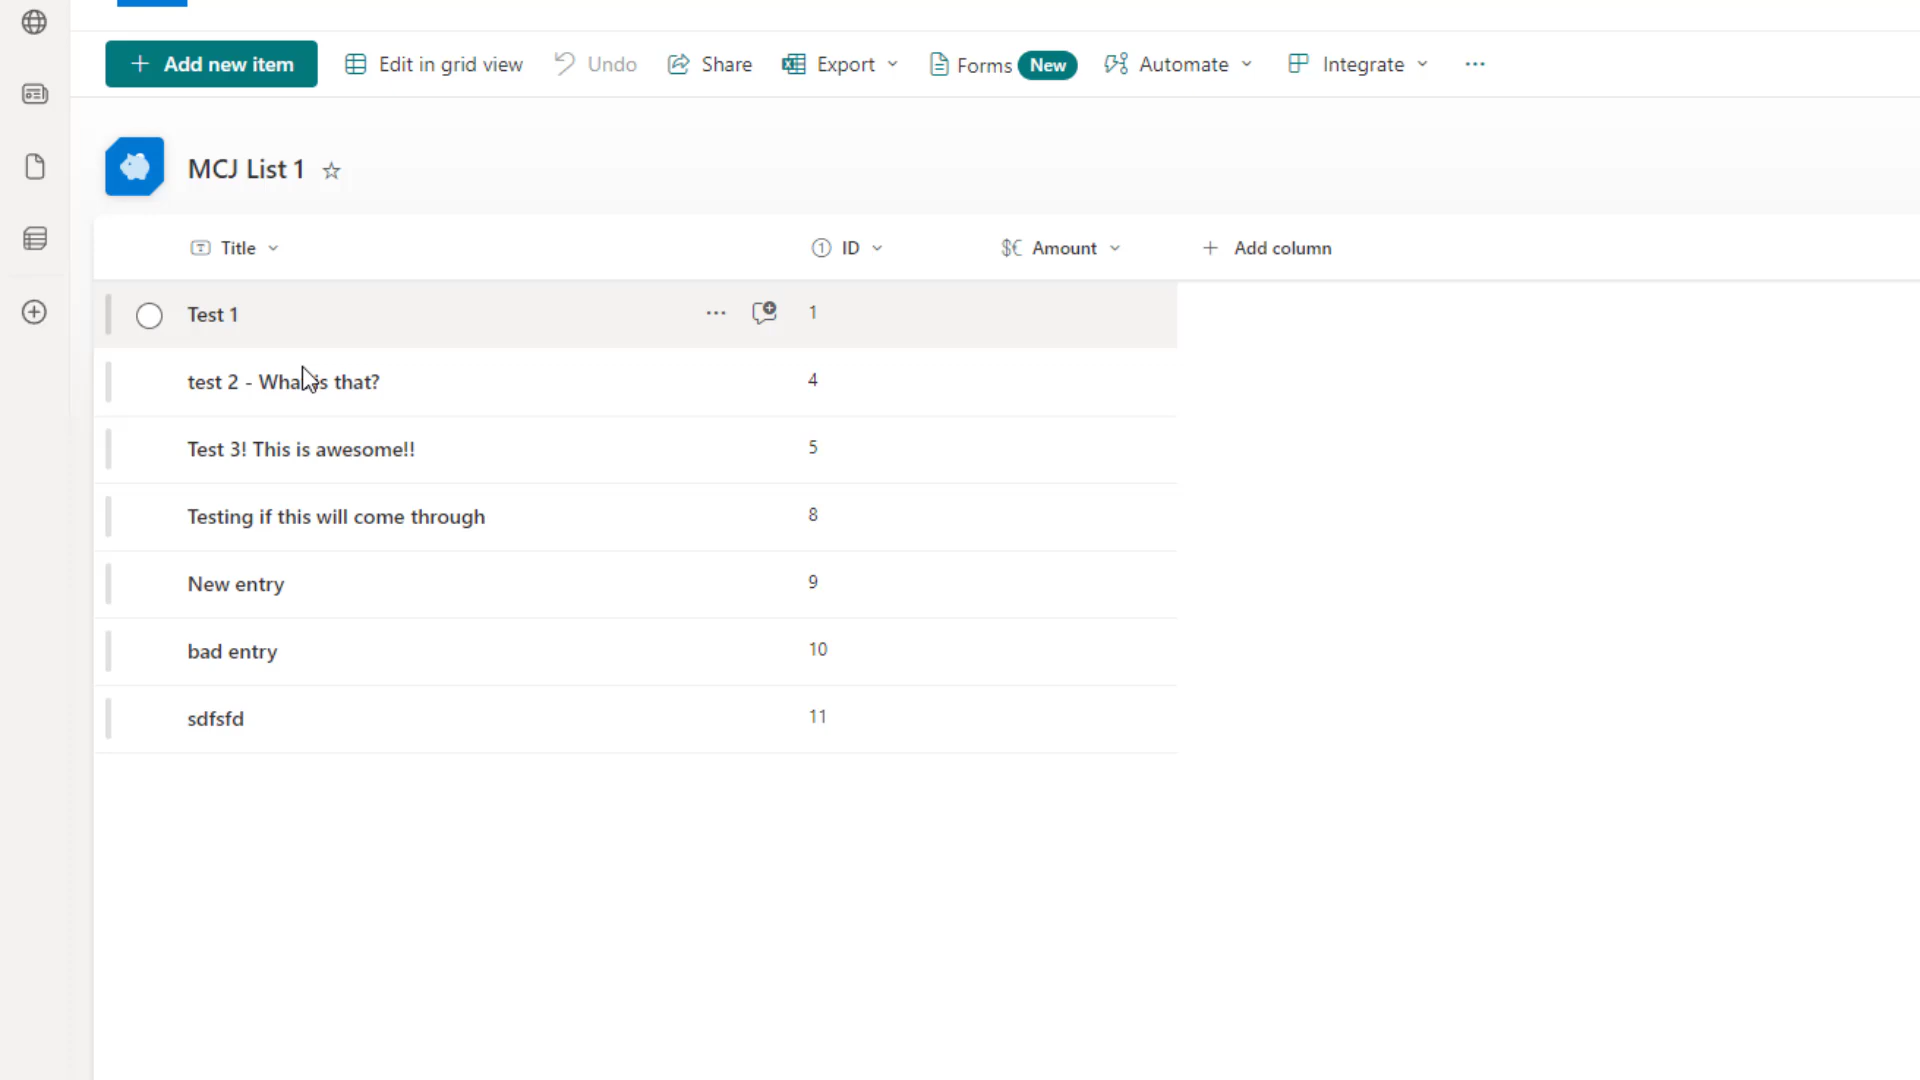 Add new item Edit in grid view Undo Share Export Forms New Automate Integrate ...
MCJ List 1
Title ID $€ Amount Add column
Test 1 ... 1
test 2 - What is that? 4
Test 3! This is awesome!! 5
Testing if this will come through 8
New entry 9
bad entry 10
sdfsfd 11